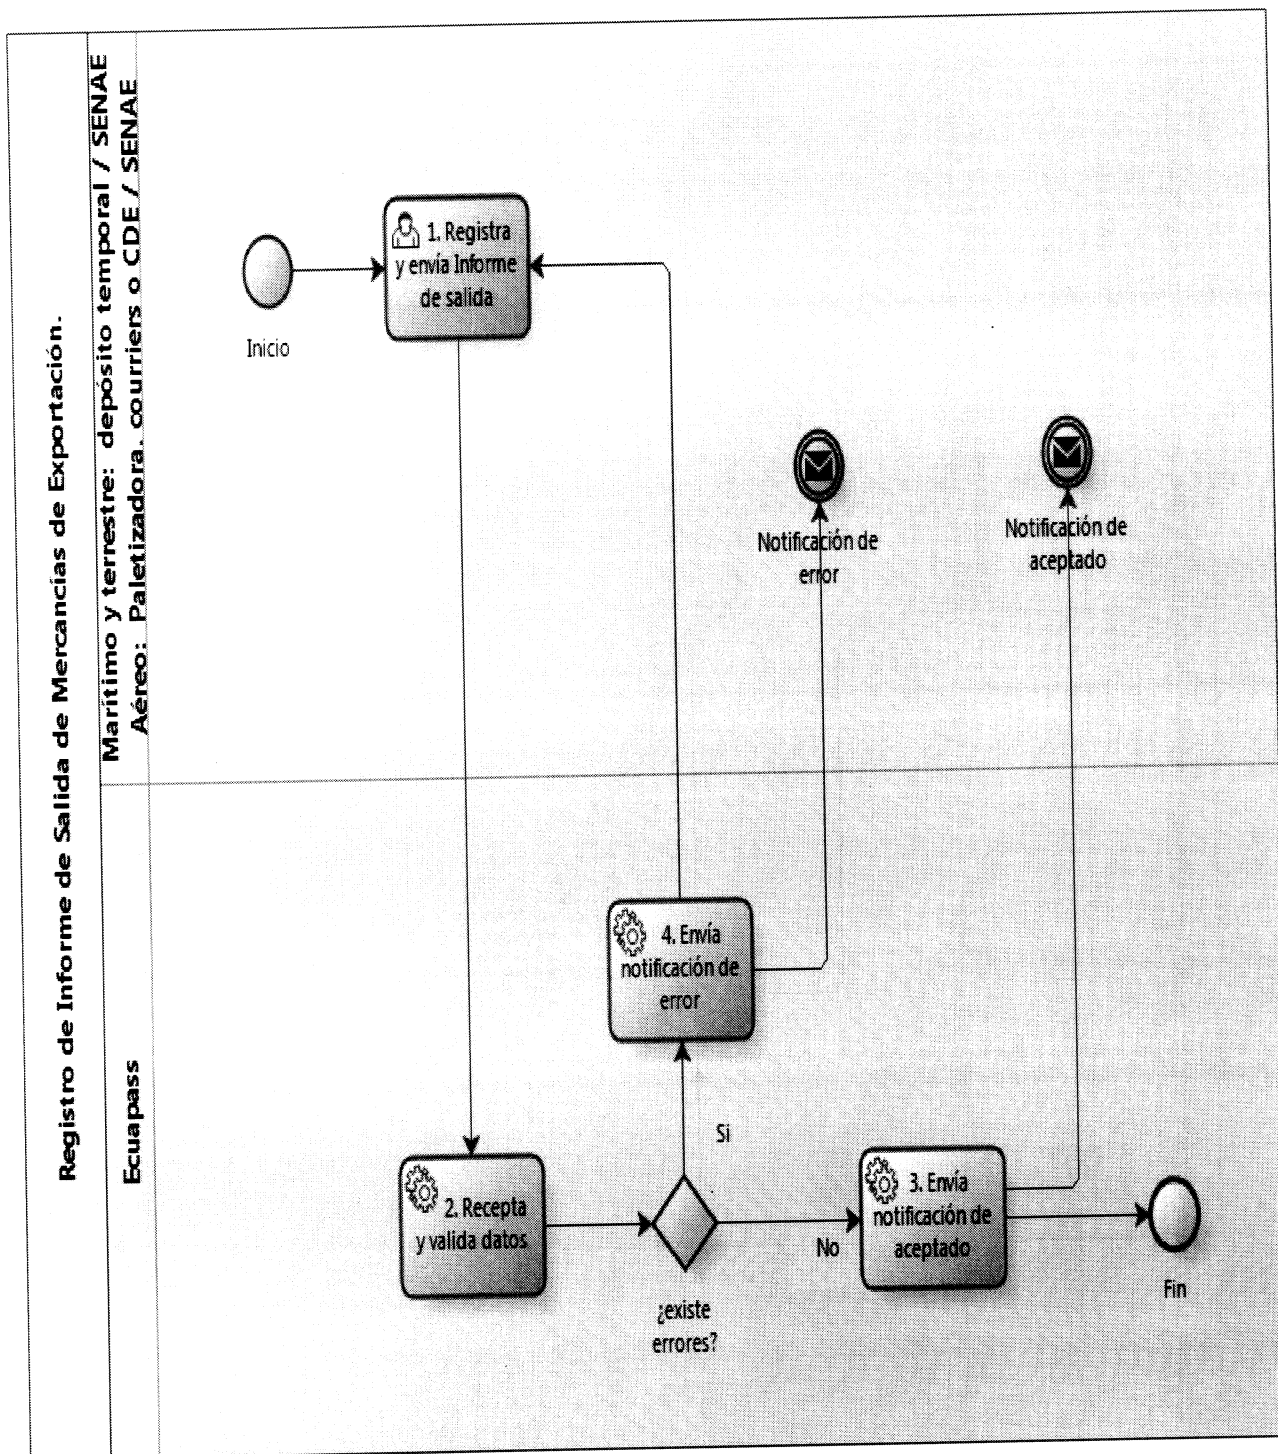 Registro de Informe de Salida de Mercancías de Exportación.
Marítimo y terrestre: depósito temporal / SENAE
Aéreo: Paletizadora, courriers o CDE / SENAE
Inicio
1. Registra
y envía Informe
de salida
Notificación de
error
Notificación de
aceptado
Ecuapass
4. Envía
notificación de
error
Si
2. Recepta
y valida datos
¿existe
errores?
No
3. Envía
notificación de
aceptado
Fin